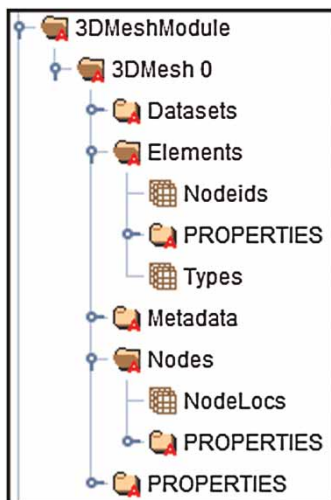 3DMeshModule
3DMesh 0
Datasets
Elements
Nodeids
PROPERTIES
Types
Metadata
Nodes
NodeLocs
PROPERTIES
PROPERTIES